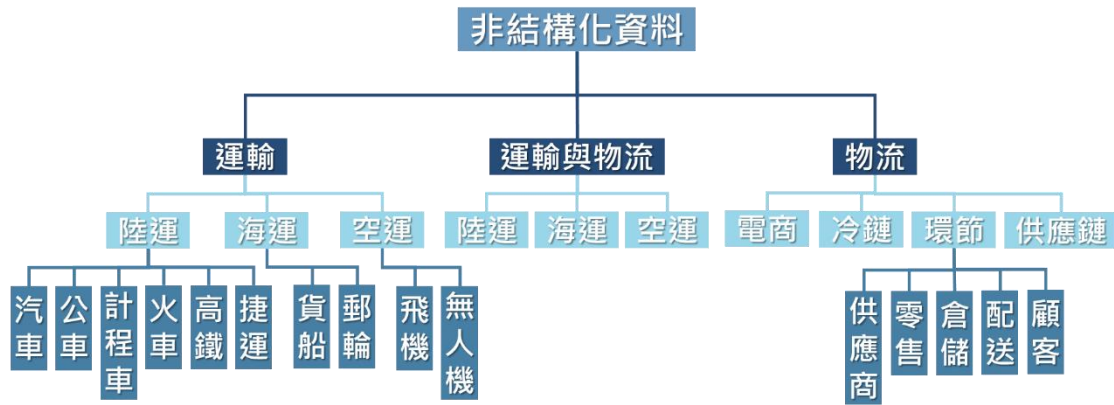 非結構化資料
運輸
運輸與物流
物流
陸運
海運
空運
陸運
海運
空運
電商
冷鏈
環節
供應鏈
汽車
公車
計程車
火車
高鐵
捷運
貨船
郵輪
飛機
無人機
供應商
零售
倉儲
配送
顧客